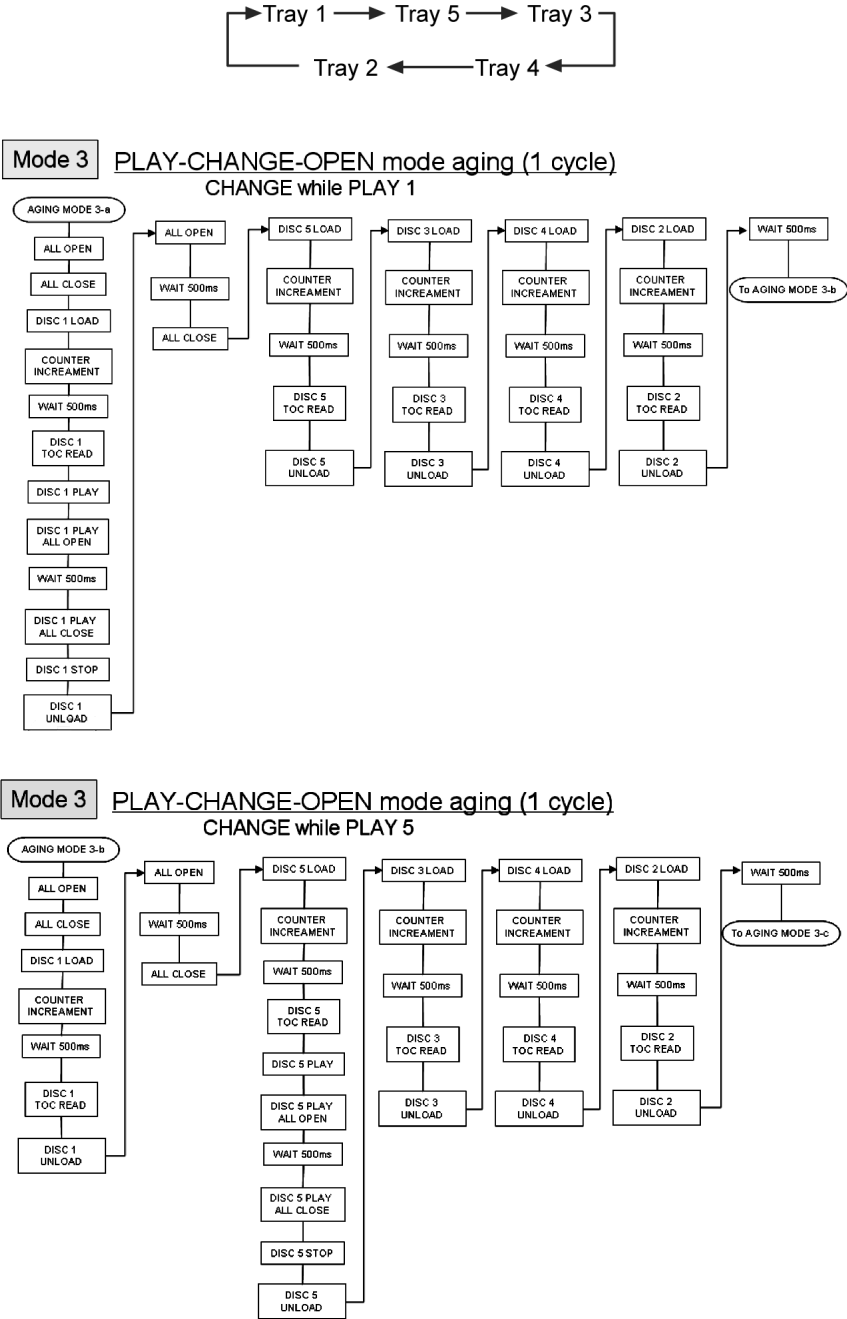 Tray 1
Tray 5
Tray 3
Tray 2
Tray 4
Mode 3
PLAY-CHANGE-OPEN mode aging (1 cycle)
CHANGE while PLAY 1
AGING MODE 3-a
ALL OPEN
ALL CLOSE
DISC 1 LOAD
COUNTER
INCREAMENT
WAIT 500ms
DISC 1
TOC READ
DISC 1 PLAY
DISC 1 PLAY
ALL OPEN
WAIT 500ms
DISC 1 PLAY
ALL CLOSE
DISC 1 STOP
DISC 1
UNLOAD
ALL OPEN
WAIT 500ms
ALL CLOSE
DISC 5 LOAD
COUNTER
INCREAMENT
WAIT 500ms
DISC 5
TOC READ
DISC 5
UNLOAD
DISC 3 LOAD
COUNTER
INCREAMENT
WAIT 500ms
DISC 3
TOC READ
DISC 3
UNLOAD
DISC 4 LOAD
COUNTER
INCREAMENT
WAIT 500ms
DISC 4
TOC READ
DISC 4
UNLOAD
DISC 2 LOAD
COUNTER
INCREAMENT
WAIT 500ms
DISC 2
TOC READ
DISC 2
UNLOAD
WAIT 500ms
To AGING MODE 3-b
Mode 3
PLAY-CHANGE-OPEN mode aging (1 cycle)
CHANGE while PLAY 5
AGING MODE 3-b
ALL OPEN
ALL CLOSE
DISC 1 LOAD
COUNTER
INCREAMENT
WAIT 500ms
DISC 1
TOC READ
DISC 1
UNLOAD
ALL OPEN
WAIT 500ms
ALL CLOSE
DISC 5 LOAD
COUNTER
INCREAMENT
WAIT 500ms
DISC 5
TOC READ
DISC 5 PLAY
DISC 5 PLAY
ALL OPEN
WAIT 500ms
DISC 5 PLAY
ALL CLOSE
DISC 5 STOP
DISC 5
UNLOAD
DISC 3 LOAD
COUNTER
INCREAMENT
WAIT 500ms
DISC 3
TOC READ
DISC 3
UNLOAD
DISC 4 LOAD
COUNTER
INCREAMENT
WAIT 500ms
DISC 4
TOC READ
DISC 4
UNLOAD
DISC 2 LOAD
COUNTER
INCREAMENT
WAIT 500ms
DISC 2
TOC READ
DISC 2
UNLOAD
WAIT 500ms
To AGING MODE 3-c